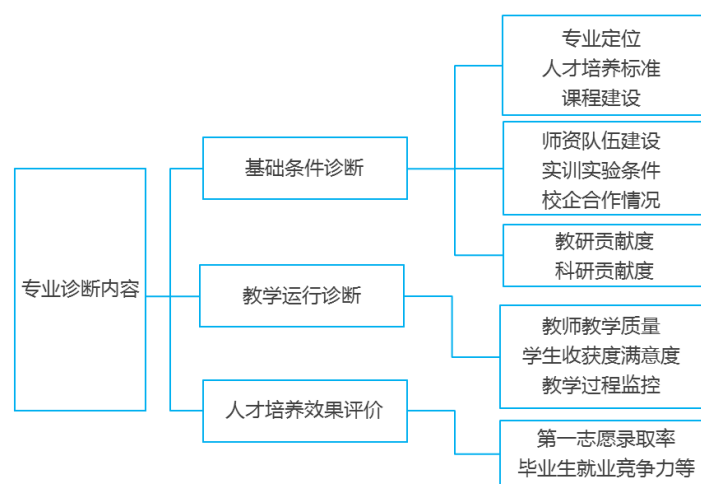 专业诊断内容
基础条件诊断
专业定位
人才培养标准
课程建设
师资队伍建设
实训实验条件
校企合作情况
教研贡献度
科研贡献度
教学运行诊断
教师教学质量
学生收获度满意度
教学过程监控
人才培养效果评价
第一志愿录取率
毕业生就业竞争力等